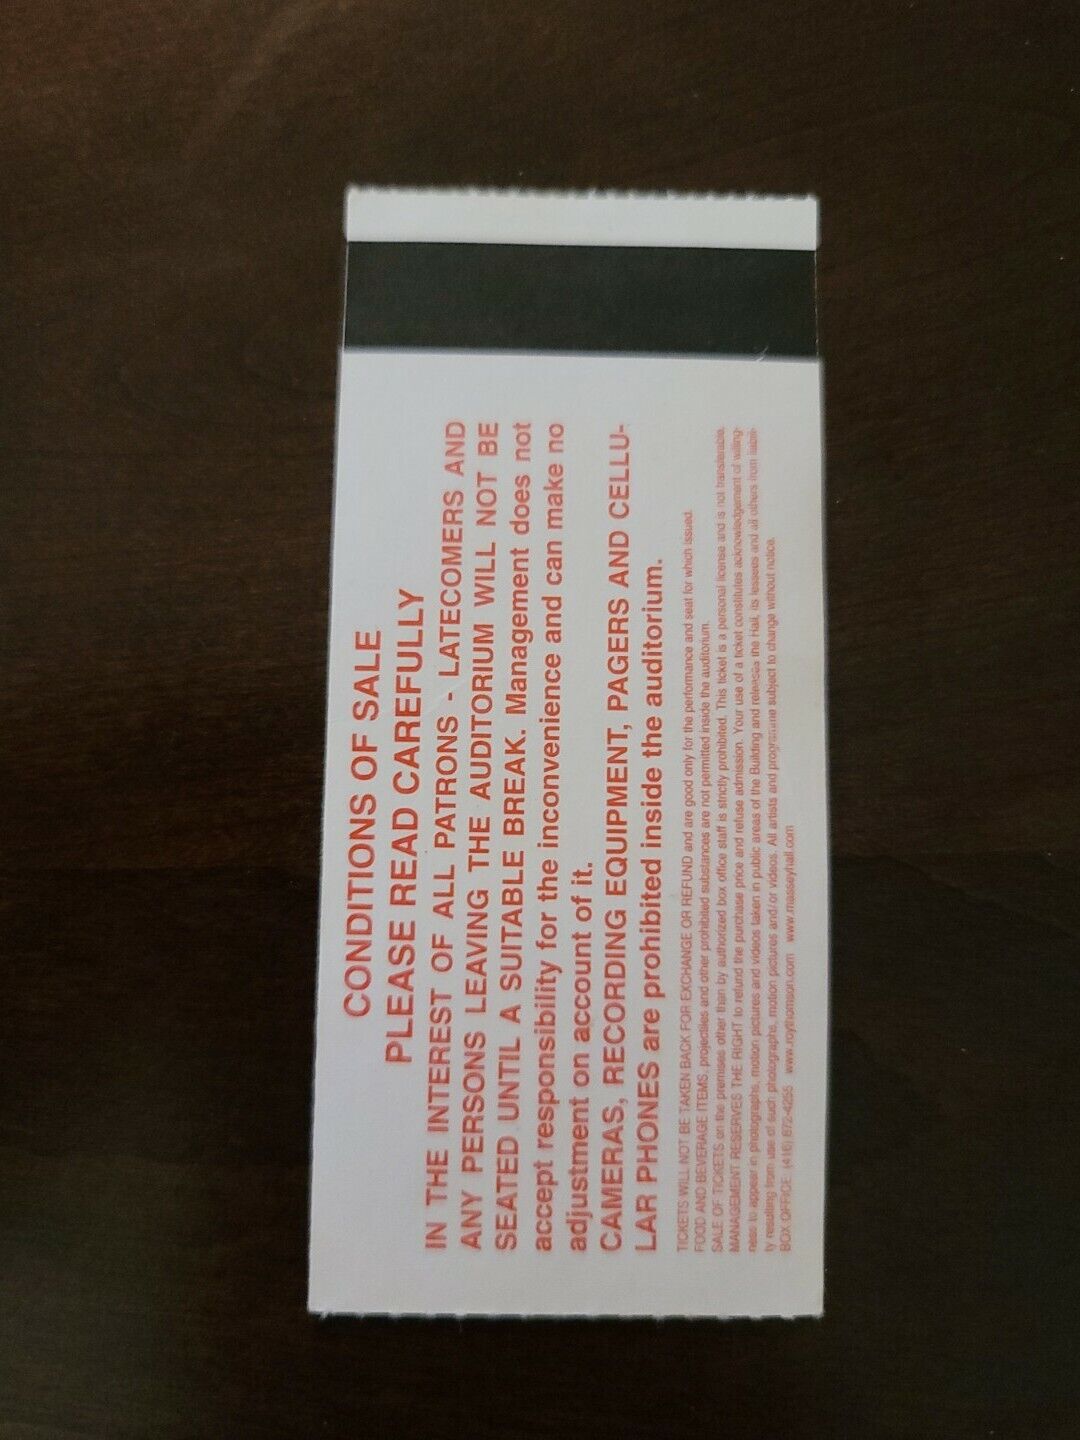 CONDITIONS OF SALE
PLEASE READ CAREFULLY
IN THE INTEREST OF ALL PATRONS - LATECOMERS AND
ANY PERSONS LEAVING THE AUDITORIUM WILL NOT BE
SEATED UNTIL A SUITABLE BREAK. Management does not
accept responsibility for the inconvenience and can make no
adjustment on account of it.
CAMERAS, RECORDING EQUIPMENT, PAGERS AND CELLU-
LAR PHONES are prohibited inside the auditorium.
TICKETS WILL NOT BE TAKEN BACK FOR EXCHANGE OR REFUND and are good only for the performance and seat for which issued.
FOOD AND BEVERAGE ITEMS, projectiles and other prohibited substances are not permitted inside the auditorium.
SALE OF TICKETS on the premises other than by authorized box office staff is strictly prohibited. This ticket is a personal license and is not transferable.
MANAGEMENT RESERVES THE RIGHT to refund the purchase price and refuse admission. Your use of a ticket constitutes acknowledgement of willing-
ness to appear in photographs, motion pictures and videos taken in public areas of the Building and releases the Hall, its lessees and all others from liabili-
ty resulting from use of such photographs, motion pictures and/or videos. All artists and programme subject to change without notice.
BOX OFFICE: (416) 872-4255 www.roythomson.com www.masseyhall.com